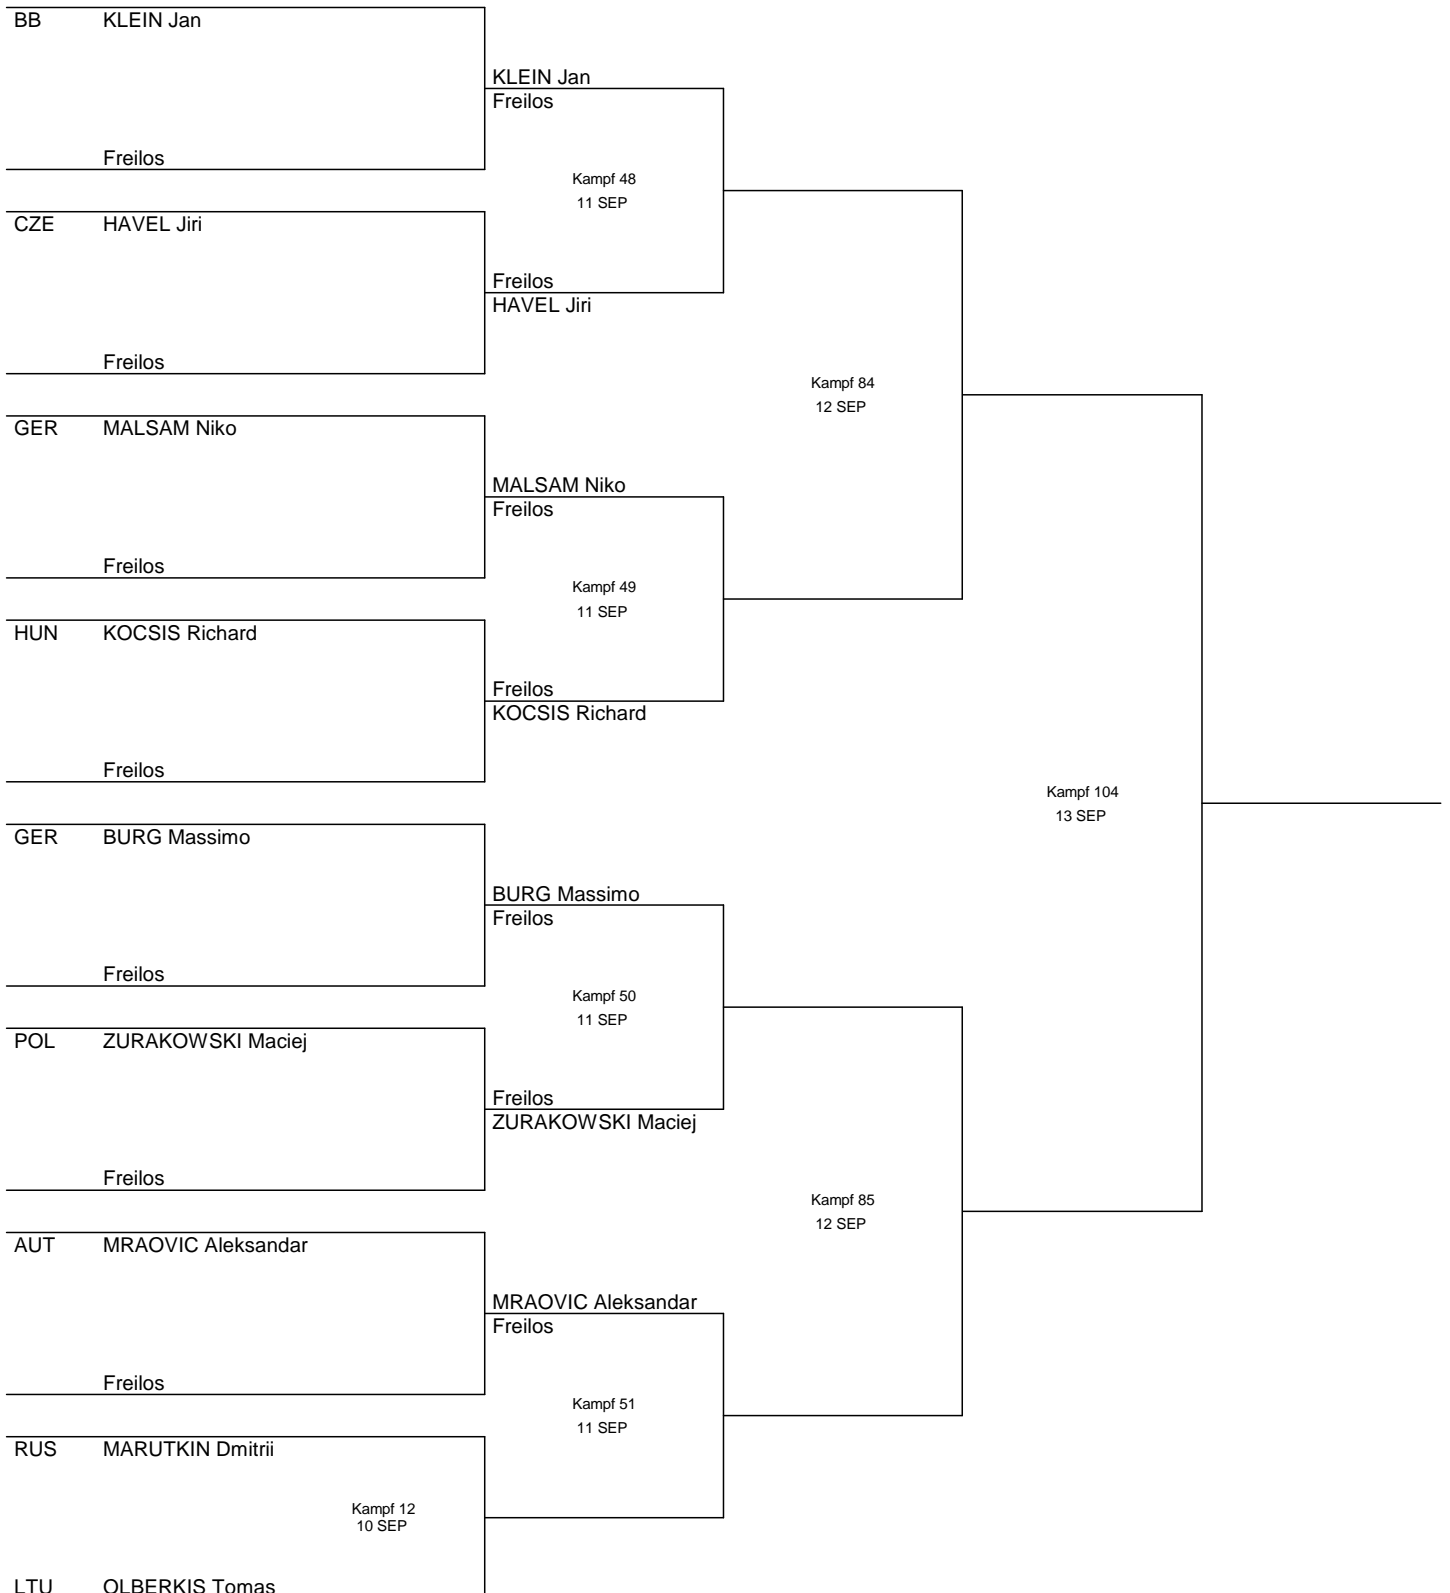 BB KLEIN Jan
KLEIN Jan
Freilos
Freilos
Kampf 48
11 SEP
CZE HAVEL Jiri
Freilos
HAVEL Jiri
Freilos
Kampf 84
12 SEP
GER MALSAM Niko
MALSAM Niko
Freilos
Freilos
Kampf 49
11 SEP
HUN KOCSIS Richard
Freilos
KOCSIS Richard
Freilos
Kampf 104
13 SEP
GER BURG Massimo
BURG Massimo
Freilos
Freilos
Kampf 50
11 SEP
POL ZURAKOWSKI Maciej
Freilos
ZURAKOWSKI Maciej
Freilos
Kampf 85
12 SEP
AUT MRAOVIC Aleksandar
MRAOVIC Aleksandar
Freilos
Freilos
Kampf 51
11 SEP
RUS MARUTKIN Dmitrii
Kampf 12
10 SEP
LTU OLBERKIS Tomas